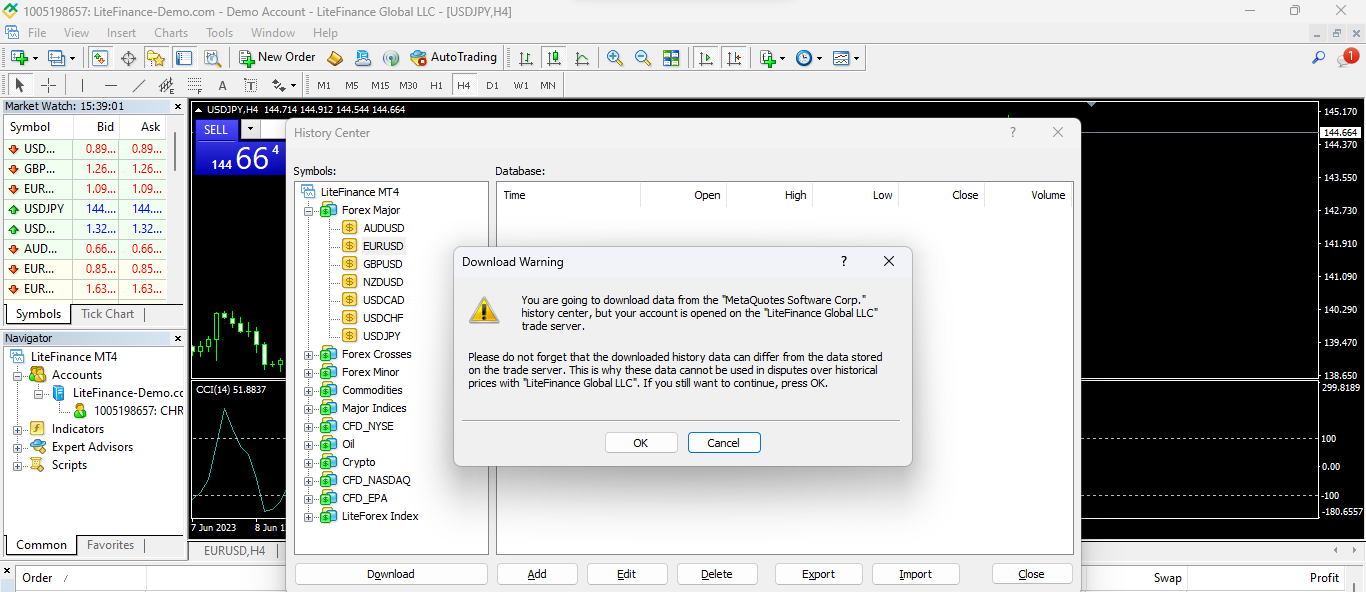 1005198657: LiteFinance-Demo.com - Demo Account - LiteFinance Global LLC - [USDJPY,H4]
File View Insert Charts Tools Window Help
New Order AutoTrading 1
A T M1 M5 M15 M30 H1 H4 D1 W1 MN
Market Watch: 15:39:01
Symbol Bid Ask
USD... 0.89... 0.89...
GBP... 1.26... 1.26...
EUR... 1.09... 1.09...
USDJPY 144.... 144....
USD... 1.32... 1.32...
AUD... 0.66... 0.66...
EUR... 0.85... 0.85...
EUR... 1.63... 1.63...
Symbols Tick Chart
Navigator
LiteFinance MT4
Accounts
LiteFinance-Demo.cc
1005198657: CHR
Indicators
Expert Advisors
Scripts
Common Favorites
USDJPY,H4 144.714 144.912 144.544 144.664
SELL
144 66 4
CCI(14) 51.8837
7 Jun 2023 8 Jun 1
EURUSD,H4
History Center
Symbols:
LiteFinance MT4
Forex Major
AUDUSD
EURUSD
GBPUSD
NZDUSD
USDCAD
USDCHF
USDJPY
Forex Crosses
Forex Minor
Commodities
Major Indices
CFD_NYSE
Oil
Crypto
CFD_NASDAQ
CFD_EPA
LiteForex Index
Database:
Time Open High Low Close Volume
Download Warning
You are going to download data from the "MetaQuotes Software Corp."
history center, but your account is opened on the "LiteFinance Global LLC"
trade server.
Please do not forget that the downloaded history data can differ from the data stored
on the trade server. This is why these data cannot be used in disputes over historical
prices with "LiteFinance Global LLC". If you still want to continue, press OK.
OK Cancel
Download Add Edit Delete Export Import Close
145.170
144.664
144.370
143.550
142.730
141.910
141.090
140.290
139.470
138.650
299.8189
100
0.00
-100
-180.6557
Order / Swap Profit